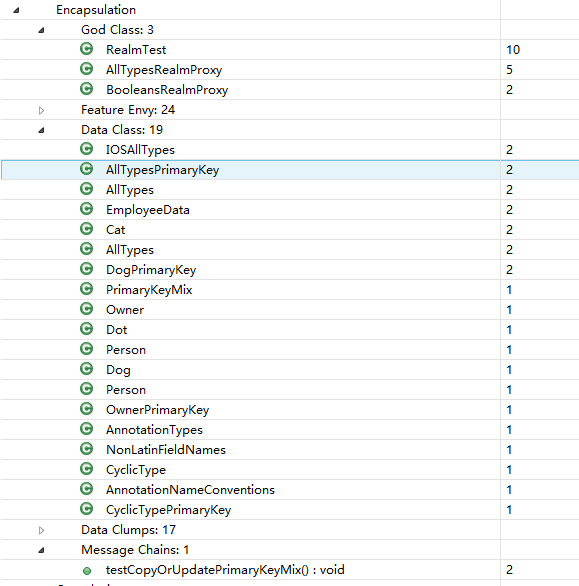 Encapsulation
God Class: 3
RealmTest 10
AllTypesRealmProxy 5
BooleansRealmProxy 2
Feature Envy: 24
Data Class: 19
IOSAllTypes 2
AllTypesPrimaryKey 2
AllTypes 2
EmployeeData 2
Cat 2
AllTypes 2
DogPrimaryKey 2
PrimaryKeyMix 1
Owner 1
Dot 1
Person 1
Dog 1
Person 1
OwnerPrimaryKey 1
AnnotationTypes 1
NonLatinFieldNames 1
CyclicType 1
AnnotationNameConventions 1
CyclicTypePrimaryKey 1
Data Clumps: 17
Message Chains: 1
testCopyOrUpdatePrimaryKeyMix() : void 2